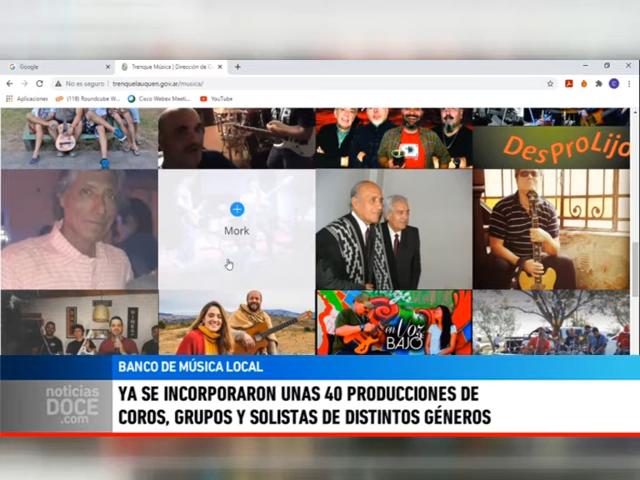 Google
Trenque Música | Dirección de C
No es seguro | trenquelauquen.gov.ar/musica/
Aplicaciones
(118) Roundcube W...
Cisco Webex Meeti...
YouTube
DesProLijo
Mork
en Voz
BAJO
BANCO DE MÚSICA LOCAL
noticias
DOCE
.com
YA SE INCORPORARON UNAS 40 PRODUCCIONES DE
COROS, GRUPOS Y SOLISTAS DE DISTINTOS GÉNEROS